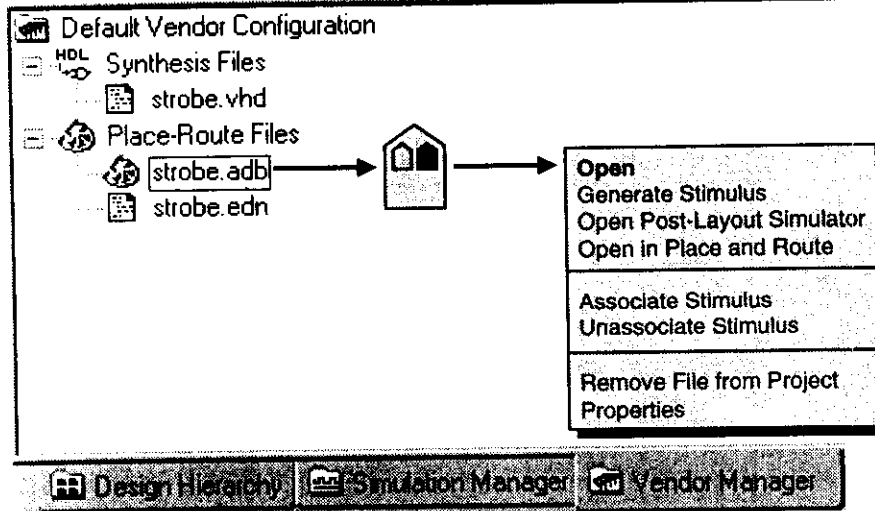 Default Vendor Configuration
HDL Synthesis Files
strobe.vhd
Place-Route Files
strobe.adb
strobe.edn
Open
Generate Stimulus
Open Post-Layout Simulator
Open in Place and Route
Associate Stimulus
Unassociate Stimulus
Remove File from Project
Properties
Design Hierarchy Simulation Manager Vendor Manager